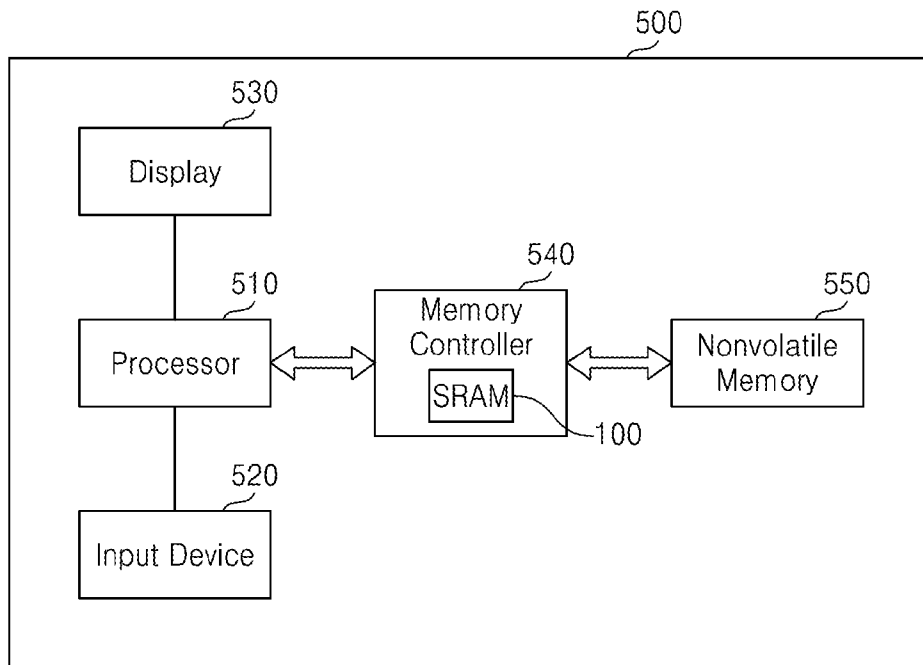 500
530
Display
510
Processor
540
Memory
Controller
SRAM
100
550
Nonvolatile
Memory
520
Input Device